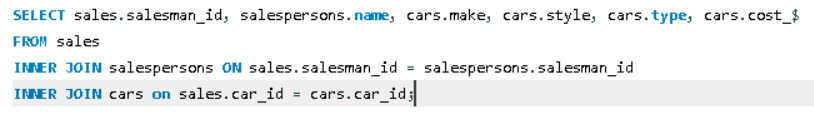 SELECT sales.salesman_id, salespersons.name, cars.make, cars.style, cars.type, cars.cost_$
FROM sales
INNER JOIN salespersons ON sales.salesman_id = salespersons.salesman_id
INNER JOIN cars on sales.car_id = cars.car_id;